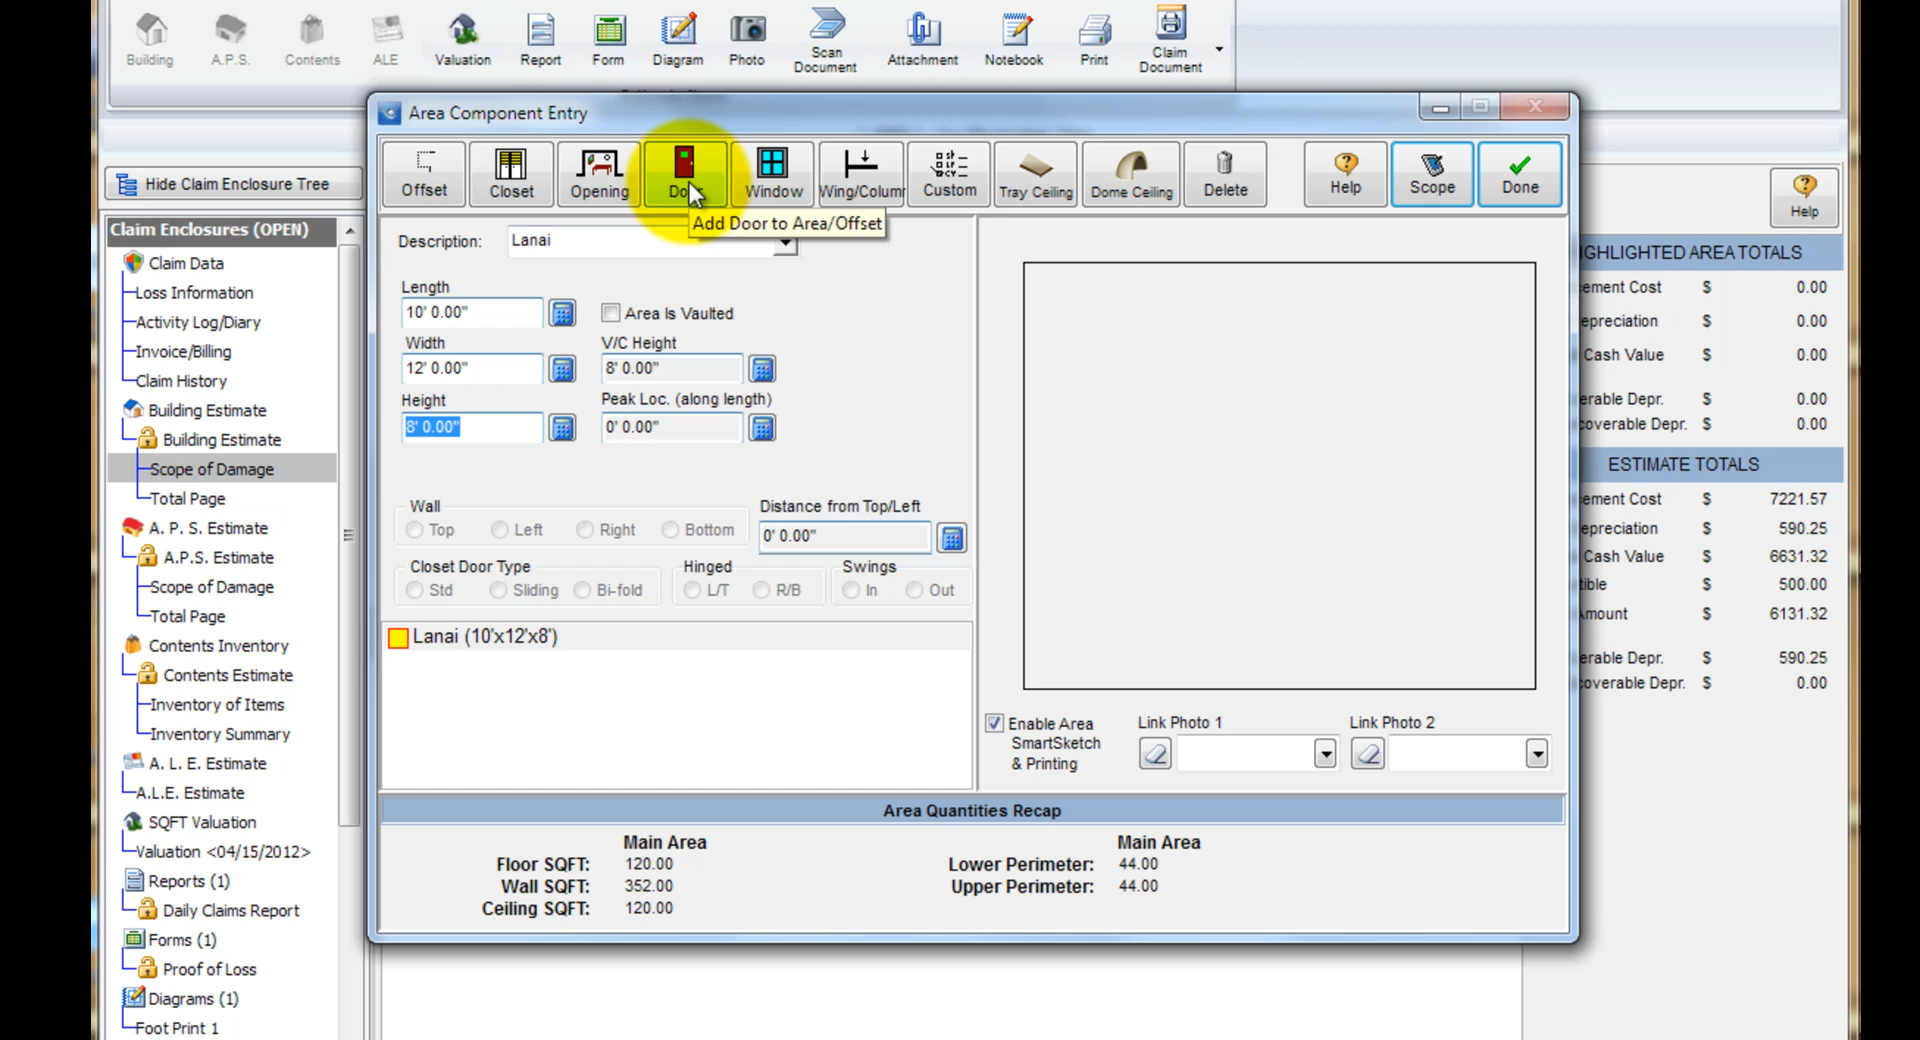 Building
A.P.S.
Contents
ALE
Valuation
Report
Form
Diagram
Photo
Scan
Document
Attachment
Notebook
Print
Claim
Document
Area Component Entry
Offset
Closet
Opening
Window
Wing/Column
Custom
Tray Ceiling
Dome Ceiling
Delete
Help
Scope
Done
Add Door to Area/Offset
Hide Claim Enclosure Tree
Claim Enclosures (OPEN)
Claim Data
Loss Information
Activity Log/Diary
Invoice/Billing
Claim History
Building Estimate
Building Estimate
Scope of Damage
Total Page
A. P. S. Estimate
A.P.S. Estimate
Scope of Damage
Total Page
Contents Inventory
Contents Estimate
Inventory of Items
Inventory Summary
A. L. E. Estimate
A.L.E. Estimate
SQFT Valuation
Valuation <04/15/2012>
Reports (1)
Daily Claims Report
Forms (1)
Proof of Loss
Diagrams (1)
Foot Print 1
Description: Lanai
Length
10' 0.00"
Area Is Vaulted
Width
V/C Height
12' 0.00"
8' 0.00"
Height
Peak Loc. (along length)
8' 0.00"
0' 0.00"
Wall
Top Left Right Bottom
Distance from Top/Left
0' 0.00"
Closet Door Type
Std Sliding Bi-fold
Hinged
L/T R/B
Swings
In Out
Lanai (10'x12'x8')
Enable Area
SmartSketch
& Printing
Link Photo 1
Link Photo 2
Area Quantities Recap
Main Area
Floor SQFT: 120.00
Wall SQFT: 352.00
Ceiling SQFT: 120.00
Main Area
Lower Perimeter: 44.00
Upper Perimeter: 44.00
Help
AREA TOTALS
$ 0.00
$ 0.00
Cash Value $ 0.00
Depr. $ 0.00
Depr. $ 0.00
ESTIMATE TOTALS
Cost $ 7221.57
$ 590.25
Cash Value $ 6631.32
$ 500.00
$ 6131.32
Depr. $ 590.25
Depr. $ 0.00